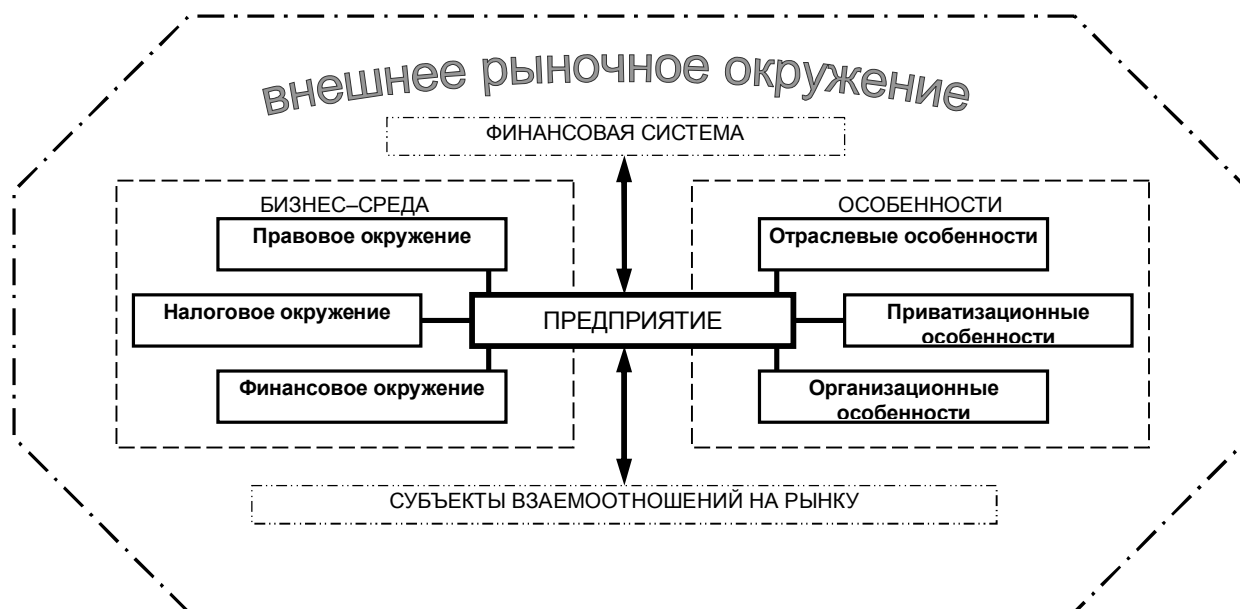 внешнее рыночное окружение
ФИНАНСОВАЯ СИСТЕМА
БИЗНЕС–СРЕДА
Правовое окружение
Налоговое окружение
Финансовое окружение
ПРЕДПРИЯТИЕ
ОСОБЕННОСТИ
Отраслевые особенности
Приватизационные
особенности
Организационные
особенности
СУБЪЕКТЫ ВЗАЕМООТНОШЕНИЙ НА РЫНКУ